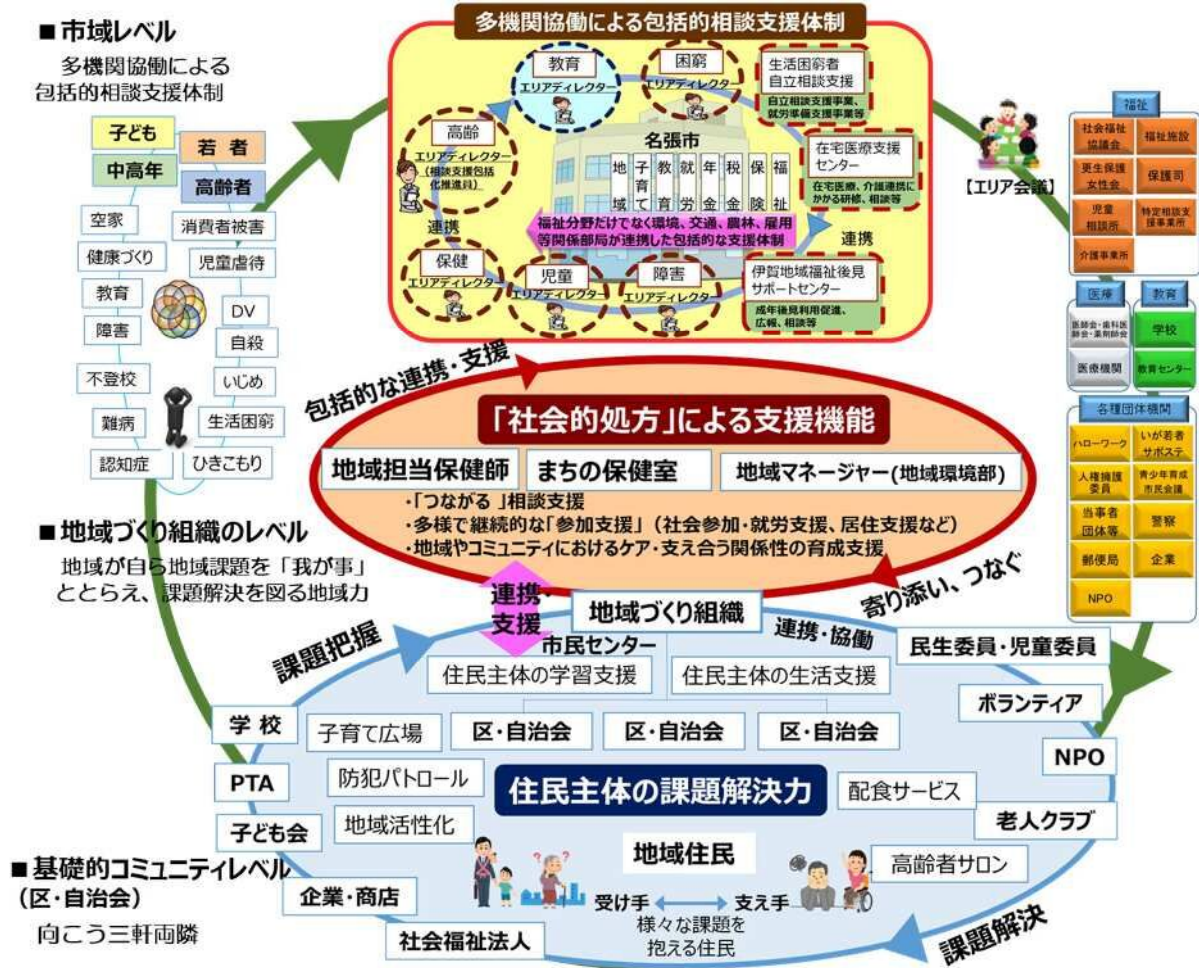 ■市域レベル
多機関協働による
包括的相談支援体制
子ども
若者
中高年
高齢者
空家
消費者被害
健康づくり
児童虐待
教育
DV
障害
自殺
不登校
いじめ
難病
生活困窮
認知症
ひきこもり
多機関協働による包括的相談支援体制
教育
エリアディレクター
困窮
エリアディレクター
生活困窮者
自立相談支援
自立相談支援事業、
就労準備支援事業等
高齢
エリアディレクター
(相談支援包括
化推進員)
名張市
地域
子育て
教育
就労
年金
税金
保険
福祉
在宅医療支援
センター
在宅医療、介護連携に
かかる研修、相談等
福祉分野だけでなく環境、交通、農林、雇用
等関係部局が連携した包括的な支援体制
連携
連携
保健
エリアディレクター
児童
エリアディレクター
障害
エリアディレクター
伊賀地域福祉後見
サポートセンター
成年後見利用促進、
広報、相談等
【エリア会議】
福祉
社会福祉
協議会
福祉施設
更生保護
女性会
保護司
児童
相談所
特定相談支
援事業所
介護事業所
医療
医師会・歯科医
師会・薬剤師会
医療機関
教育
学校
教育センター
各種団体機関
ハローワーク
いが若者
サポステ
人権擁護
委員
青少年育成
市民会議
当事者
団体等
警察
郵便局
企業
NPO
包括的な連携・支援
「社会的処方」による支援機能
地域担当保健師
まちの保健室
地域マネージャー(地域環境部)
・「つながる 」相談支援
・多様で継続的な「参加支援」(社会参加・就労支援、居住支援など)
・地域やコミュニティにおけるケア・支え合う関係性の育成支援
寄り添い、つなぐ
■地域づくり組織のレベル
地域が自ら地域課題を「我が事」
ととらえ、課題解決を図る地域力
連携・
支援
地域づくり組織
課題把握
市民センター
連携・協働
民生委員・児童委員
住民主体の学習支援
住民主体の生活支援
ボランティア
学校
子育て広場
区・自治会
区・自治会
区・自治会
NPO
PTA
防犯パトロール
住民主体の課題解決力
配食サービス
子ども会
地域活性化
老人クラブ
地域住民
高齢者サロン
■基礎的コミュニティレベル
(区・自治会)
向こう三軒両隣
企業・商店
受け手
支え手
様々な課題を
抱える住民
社会福祉法人
課題解決